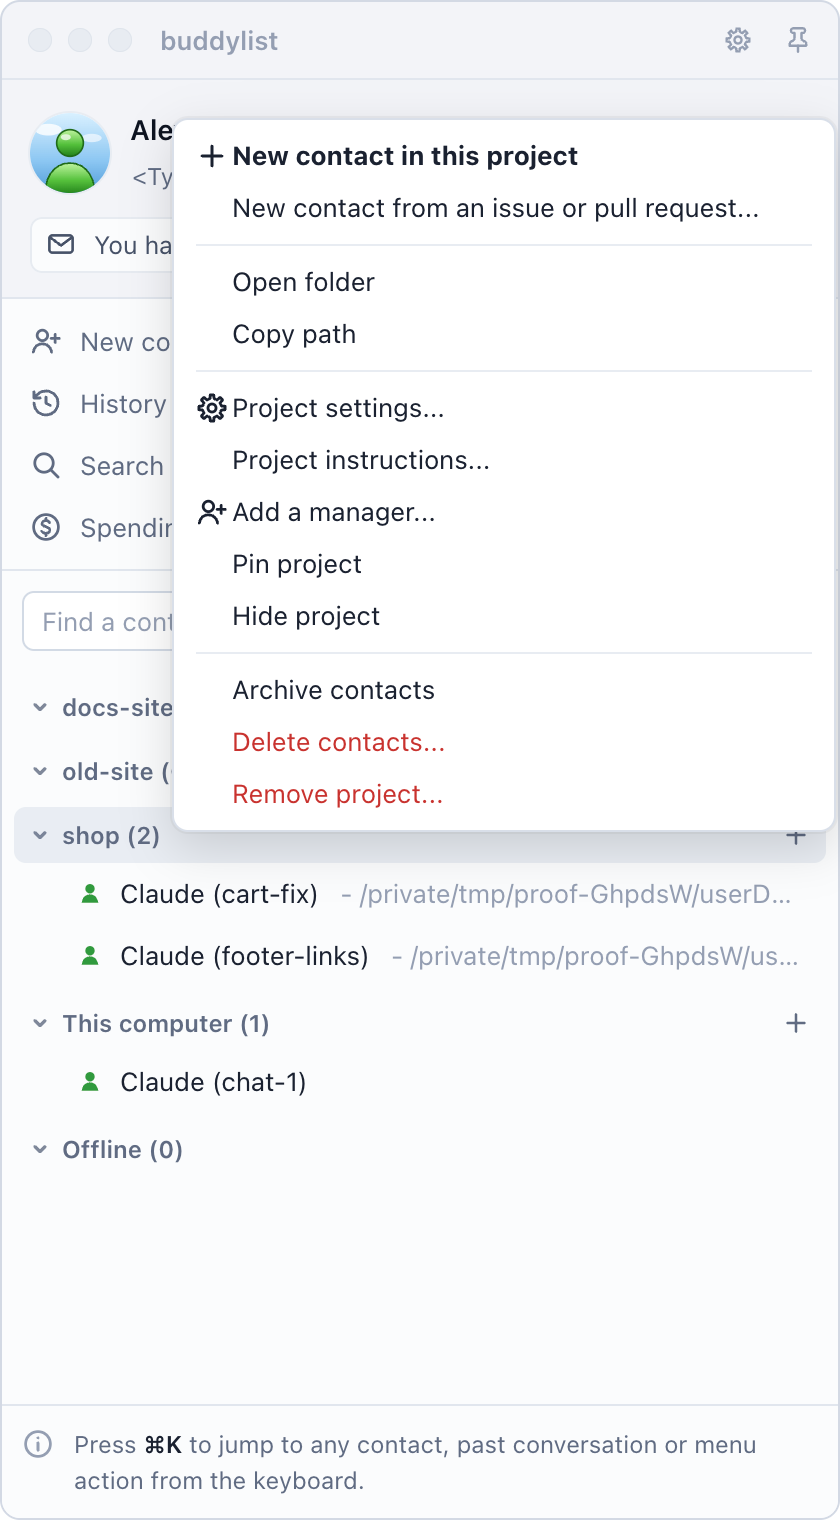 buddylist
Ale
<Ty
You ha
New contact in this project
New contact from an issue or pull request...
Open folder
Copy path
Project settings...
Project instructions...
Add a manager...
Pin project
Hide project
Archive contacts
Delete contacts...
Remove project...
New co
History
Search
Spendin
Find a cont
docs-site
old-site (
shop (2)
Claude (cart-fix) - /private/tmp/proof-GhpdsW/userD...
Claude (footer-links) - /private/tmp/proof-GhpdsW/us...
This computer (1)
Claude (chat-1)
Offline (0)
Press ⌘K to jump to any contact, past conversation or menu
action from the keyboard.